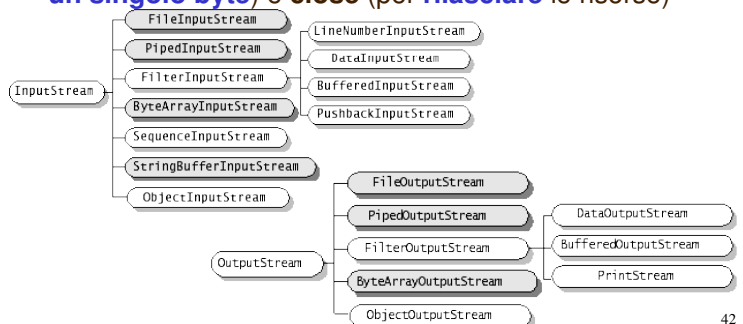 un singolo byte) e close (per rilasciare le risorse)
FileInputStream
PipedInputStream
FilterInputStream
InputStream
ByteArrayInputStream
SequenceInputStream
StringBufferInputStream
ObjectInputStream
LineNumberInputStream
DataInputStream
BufferedInputStream
PushbackInputStream
FileOutputStream
PipedOutputStream
FilterOutputStream
OutputStream
ByteArrayOutputStream
ObjectOutputStream
DataOutputStream
BufferedOutputStream
PrintStream
42